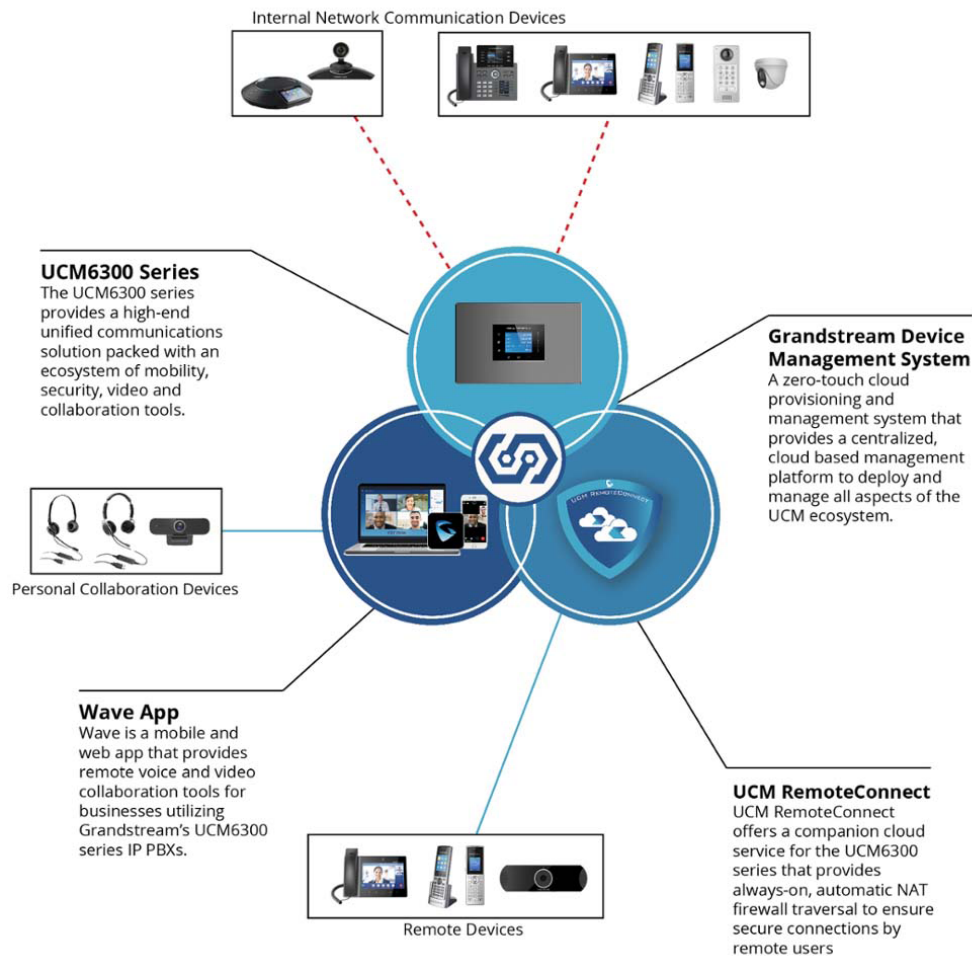 Internal Network Communication Devices
UCM6300 Series
The UCM6300 series
provides a high-end
unified communications
solution packed with an
ecosystem of mobility,
security, video and
collaboration tools.
Grandstream Device
Management System
A zero-touch cloud
provisioning and
management system that
provides a centralized,
cloud based management
platform to deploy and
manage all aspects of the
UCM ecosystem.
UCM REMOTECONNECT
Personal Collaboration Devices
Wave App
Wave is a mobile and
web app that provides
remote voice and video
collaboration tools for
businesses utilizing
Grandstream’s UCM6300
series IP PBXs.
UCM RemoteConnect
UCM RemoteConnect
offers a companion cloud
service for the UCM6300
series that provides
always-on, automatic NAT
firewall traversal to ensure
secure connections by
remote users
Remote Devices